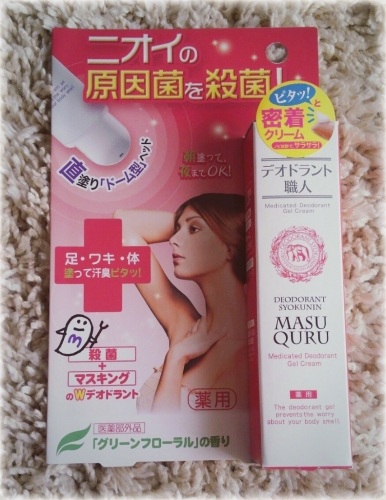 ニオイの
原因菌を殺菌!
直塗り「ドーム型」ヘッド
朝塗って、
夜までOK!
足・ワキ・体
塗って汗臭ピタッ!
殺菌
+
マスキング
のWデオドラント
薬用
医薬部外品
「グリーンフローラル」の香り
ピタッ!と
密着
クリーム
デオドラント
職人
Medicated Deodorant
Gel Cream
DEODORANT
SYOKUNIN
MASU
QURU
Medicated Deodorant
Gel Cream
薬用
The deodorant gel
prevents the worry
about your body smell.